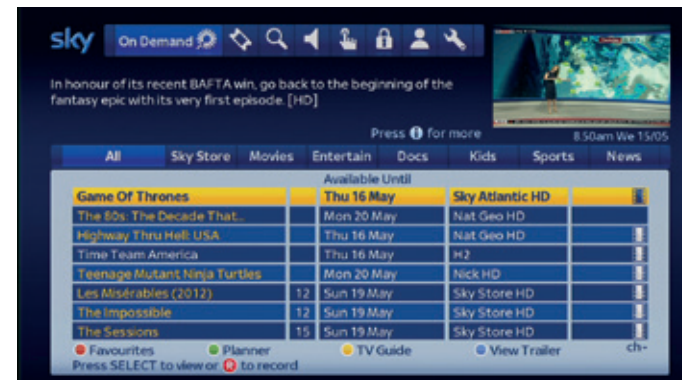 sky On Demand
In honour of its recent BAFTA win, go back to the beginning of the
fantasy epic with its very first episode. [HD]
Press i for more
8.50am We 15/05
All Sky Store Movies Entertain Docs Kids Sports News
Available Until
Game Of Thrones Thu 16 May Sky Atlantic HD
The 80s: The Decade That... Mon 20 May Nat Geo HD
Highway Thru Hell: USA Thu 16 May Nat Geo HD
Time Team America Thu 16 May H2
Teenage Mutant Ninja Turtles Mon 20 May Nick HD
Les Misérables (2012) 12 Sun 19 May Sky Store HD
The Impossible 12 Sun 19 May Sky Store HD
The Sessions 15 Sun 19 May Sky Store HD
Favourites Planner TV Guide View Trailer ch-
Press SELECT to view or R to record